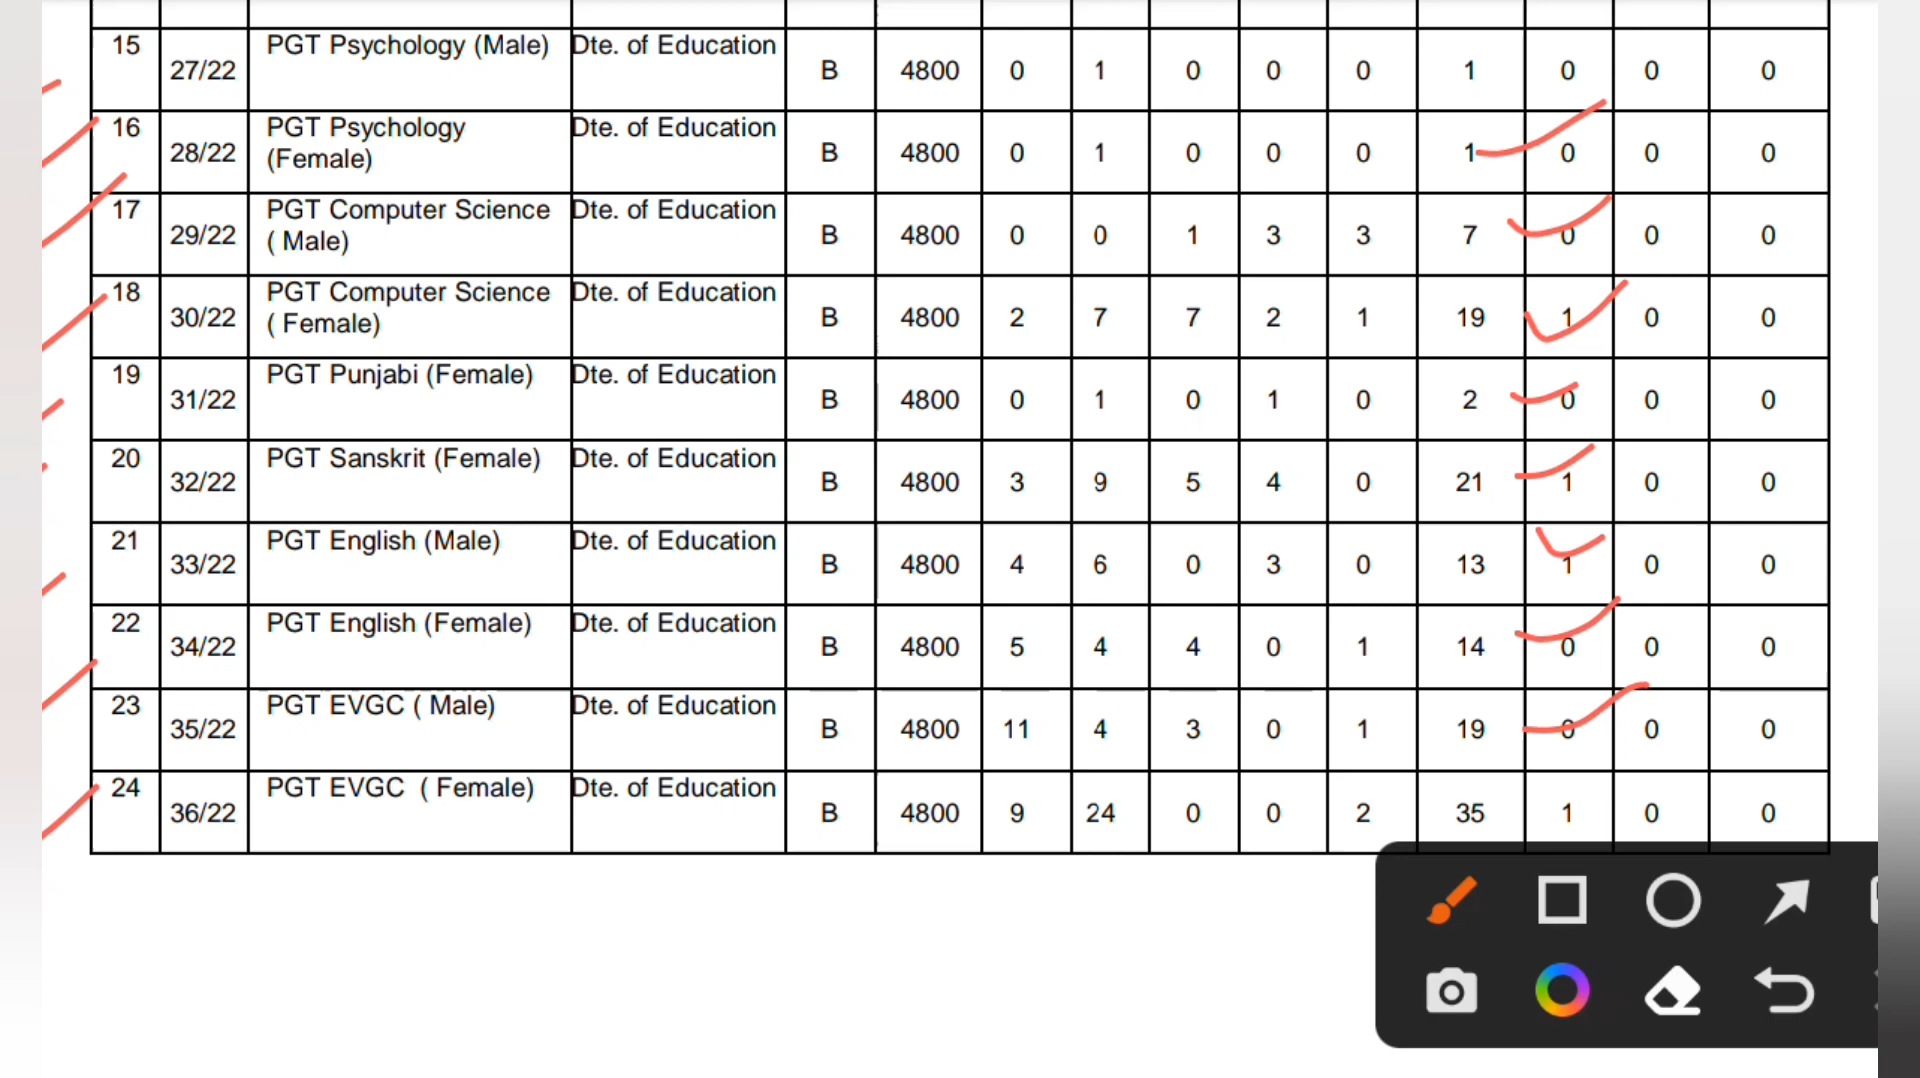 15 27/22 PGT Psychology (Male) Dte. of Education B 4800 0 1 0 0 0 1 0 0 0
16 28/22 PGT Psychology Dte. of Education B 4800 0 1 0 0 0 1 0 0 0
(Female)
17 29/22 PGT Computer Science Dte. of Education B 4800 0 0 1 3 3 7 0 0 0
( Male)
18 30/22 PGT Computer Science Dte. of Education B 4800 2 7 7 2 1 19 1 0 0
( Female)
19 31/22 PGT Punjabi (Female) Dte. of Education B 4800 0 1 0 1 0 2 0 0 0
20 32/22 PGT Sanskrit (Female) Dte. of Education B 4800 3 9 5 4 0 21 1 0 0
21 33/22 PGT English (Male) Dte. of Education B 4800 4 6 0 3 0 13 1 0 0
22 34/22 PGT English (Female) Dte. of Education B 4800 5 4 4 0 1 14 0 0 0
23 35/22 PGT EVGC ( Male) Dte. of Education B 4800 11 4 3 0 1 19 0 0 0
24 36/22 PGT EVGC ( Female) Dte. of Education B 4800 9 24 0 0 2 35 1 0 0